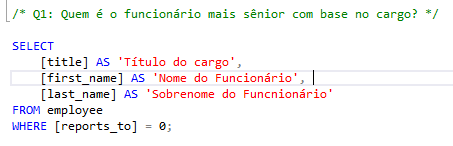 /* Q1: Quem é o funcionário mais sênior com base no cargo? */
SELECT
[title] AS 'Título do cargo',
[first_name] AS 'Nome do Funcionário',
[last_name] AS 'Sobrenome do Funcnionário'
FROM employee
WHERE [reports_to] = 0;